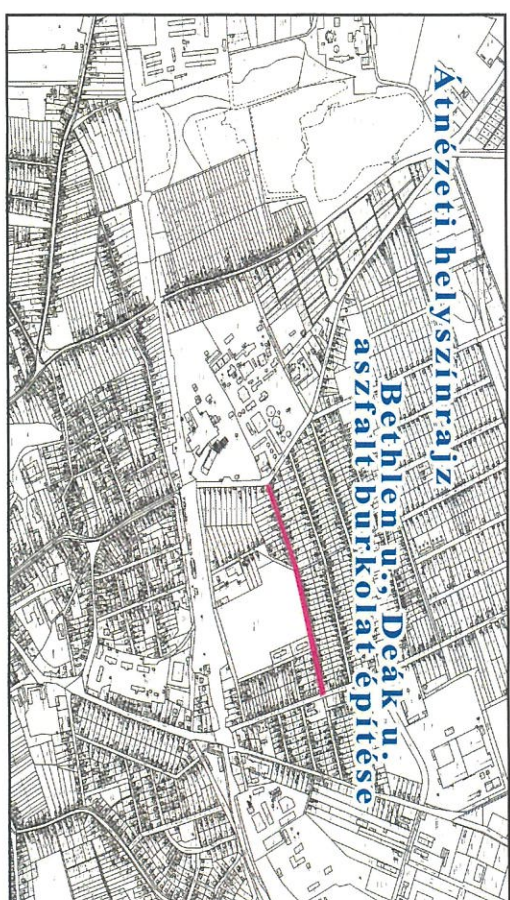 Átnézeti helyszínrajz
Bethlen u., Deák u.
aszfalt burkolat építése